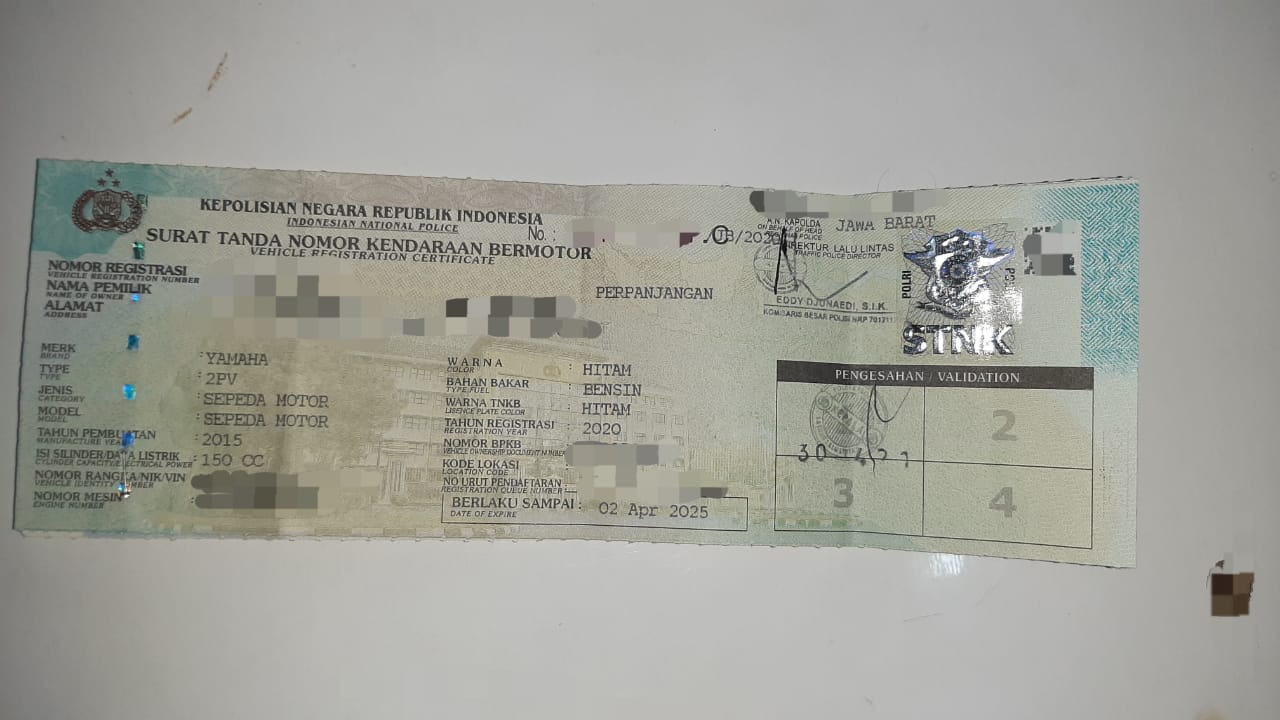 KEPOLISIAN NEGARA REPUBLIK INDONESIA
INDONESIAN NATIONAL POLICE
No. :
/2020
SURAT TANDA NOMOR KENDARAAN BERMOTOR
VEHICLE REGISTRATION CERTIFICATE
NOMOR REGISTRASI
VEHICLE REGISTRATION NUMBER
NAMA PEMILIK
NAME OF OWNER
ALAMAT
ADDRESS
PERPANJANGAN
MERK : YAMAHA
BRAND
TYPE : 2PV
TYPE
JENIS : SEPEDA MOTOR
CATEGORY
MODEL : SEPEDA MOTOR
MODEL
TAHUN PEMBUATAN : 2015
MANUFACTURE YEAR
ISI SILINDER/DAYA LISTRIK : 150 CC
CYLINDER CAPACITY/ELECTRICAL POWER
NOMOR RANGKA/NIK/VIN
VEHICLE IDENTITY NUMBER
NOMOR MESIN
ENGINE NUMBER
WARNA : HITAM
COLOR
BAHAN BAKAR : BENSIN
TYPE FUEL
WARNA TNKB : HITAM
LISENCE PLATE COLOR
TAHUN REGISTRASI : 2020
REGISTRATION YEAR
NOMOR BPKB
VEHICLE OWNERSHIP DOCUMENT NUMBER
KODE LOKASI
LOCATION CODE
NO URUT PENDAFTARAN
REGISTRATION QUEUE NUMBER
BERLAKU SAMPAI : 02 Apr 2025
DATE OF EXPIRE
A.N. KAPOLDA JAWA BARAT
ON BEHALF OF HEAD
POLICE
DIREKTUR LALU LINTAS
TRAFFIC POLICE DIRECTOR
EDDY DJUNAEDI, S.I.K.
KOMISARIS BESAR POLISI NRP
POLRI
STNK
PENGESAHAN / VALIDATION
30 4 21
2
3
4